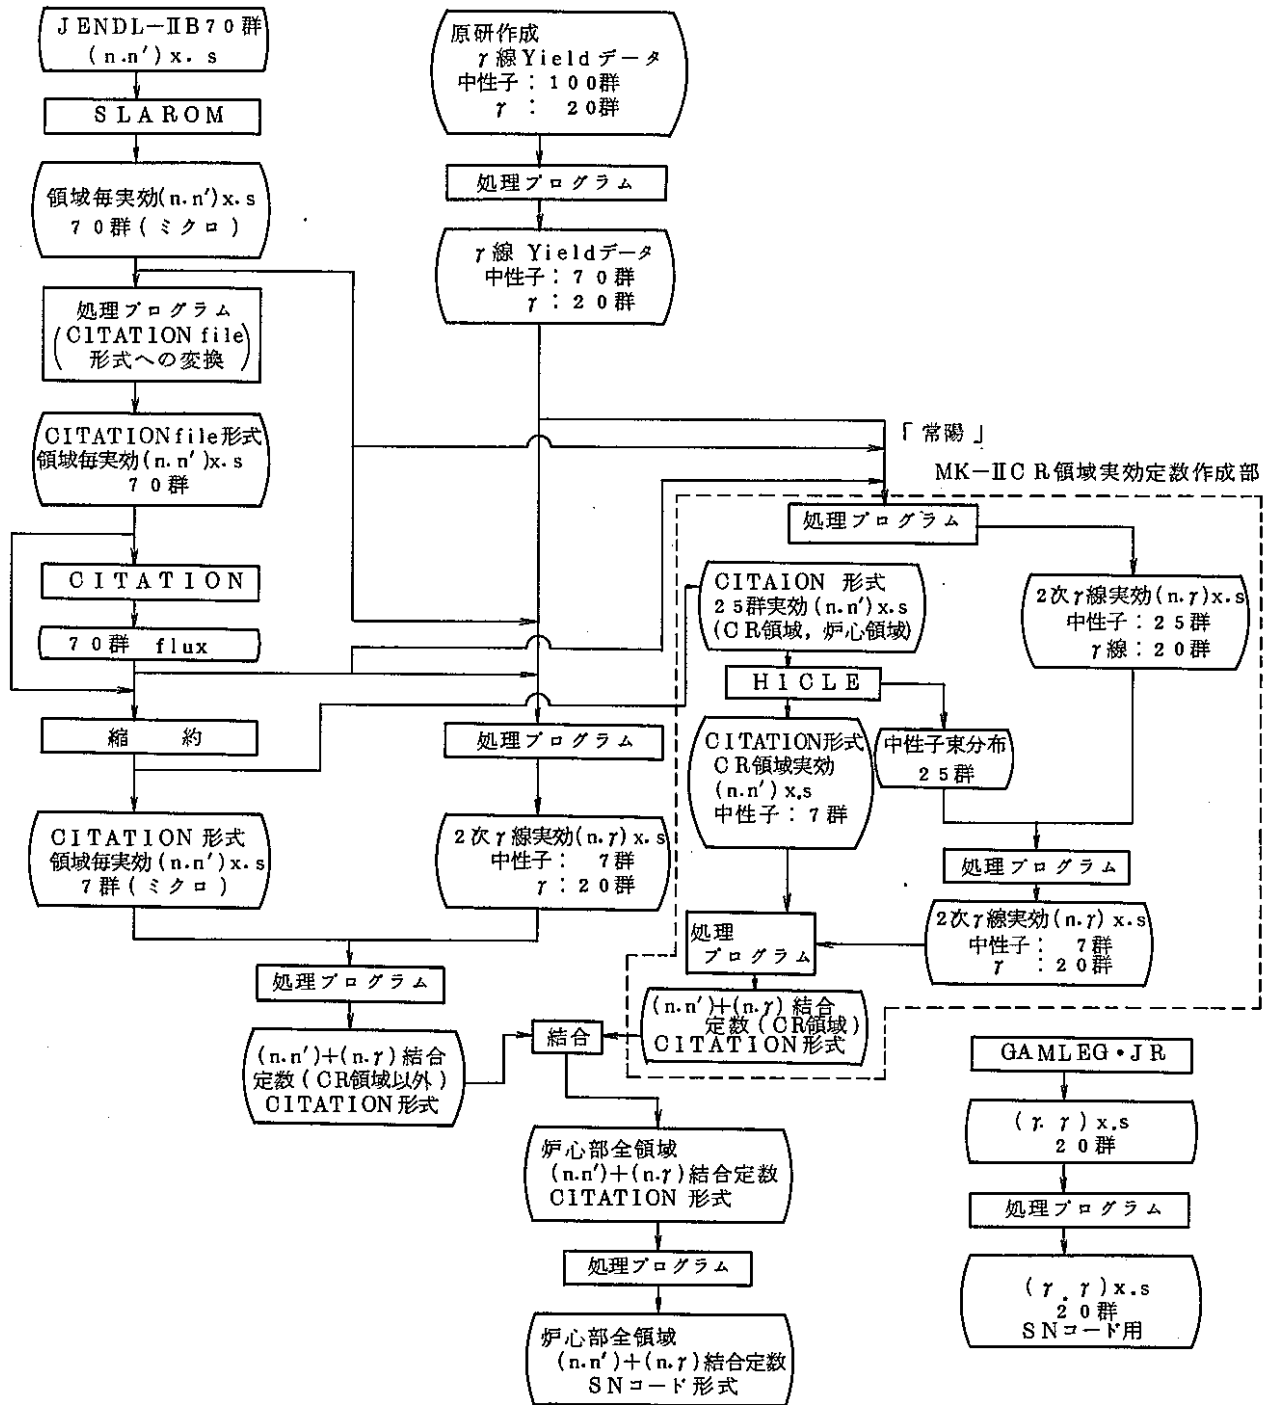 JENDL-ⅡB70群
(n.n')x.s
SLAROM
領域毎実効(n.n')x.s
70群(ミクロ)
処理プログラム
(CITATION file
形式への変換)
CITATION file形式
領域毎実効(n.n')x.s
70群
CITATION
70群 flux
縮 約
CITATION 形式
領域毎実効(n.n')x.s
7群(ミクロ)
原研作成
γ線Yieldデータ
中性子:100群
γ : 20群
処理プログラム
γ線 Yieldデータ
中性子:70群
γ:20群
処理プログラム
2次γ線実効(n.γ)x.s
中性子: 7群
γ:20群
処理プログラム
(n.n')+(n.γ)結合
定数(CR領域以外)
CITATION形式
「常陽」
MK-ⅡCR領域実効定数作成部
処理プログラム
CITAION 形式
25群実効(n.n')x.s
(CR領域,炉心領域)
HICLE
CITATION形式
CR領域実効
(n.n')x.s
中性子:7群
中性子束分布
25群
2次γ線実効(n.γ)x.s
中性子:25群
γ線:20群
処理プログラム
2次γ線実効(n.γ)x.s
中性子: 7群
γ :20群
処理
プログラム
(n.n')+(n.γ)結合
定数(CR領域)
CITATION形式
結合
炉心部全領域
(n.n')+(n.γ)結合定数
CITATION 形式
処理プログラム
炉心部全領域
(n.n')+(n.γ)結合定数
SNコード形式
GAMLEG・JR
(γ.γ)x.s
20群
処理プログラム
(γ.γ)x.s
20群
SNコード用